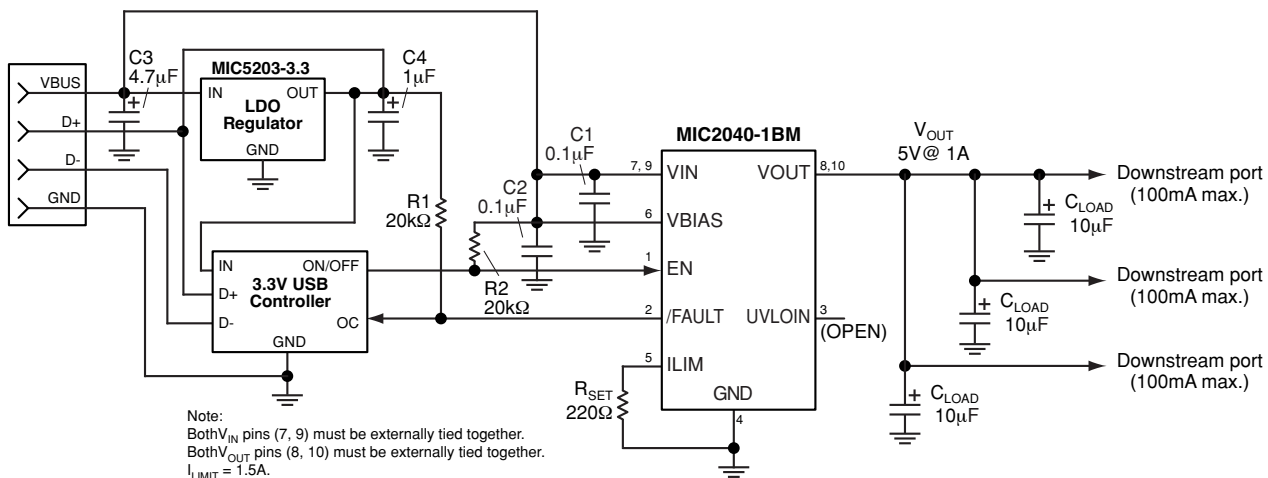 VBUS
D+
D-
GND
C3
4.7µF
MIC5203-3.3
IN
OUT
LDO
Regulator
GND
C4
1µF
R1
20kΩ
IN
ON/OFF
D+
3.3V USB
Controller
D-
OC
GND
C1
0.1µF
C2
0.1µF
R2
20kΩ
MIC2040-1BM
7, 9
VIN
VOUT
8,10
6
VBIAS
1
EN
2
/FAULT
UVLOIN
3
(OPEN)
5
ILIM
GND
4
RSET
220Ω
VOUT
5V@ 1A
CLOAD
10µF
Downstream port
(100mA max.)
CLOAD
10µF
Downstream port
(100mA max.)
CLOAD
10µF
Downstream port
(100mA max.)
Note:
BothVIN pins (7, 9) must be externally tied together.
BothVOUT pins (8, 10) must be externally tied together.
ILIMIT = 1.5A.